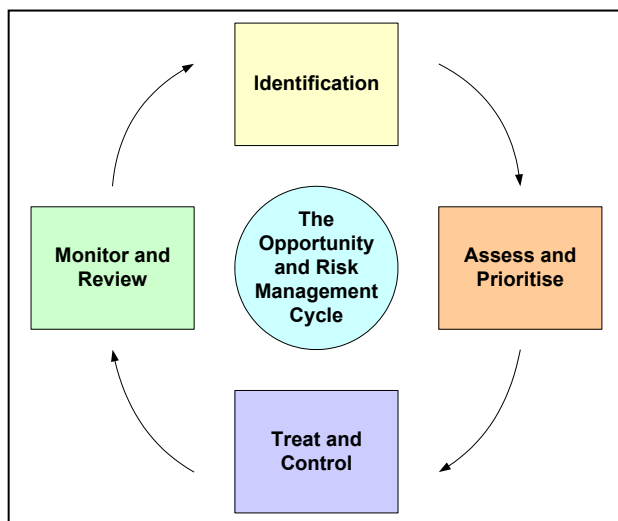 Identification
The
Opportunity
and Risk
Management
Cycle
Monitor and
Review
Assess and
Prioritise
Treat and
Control